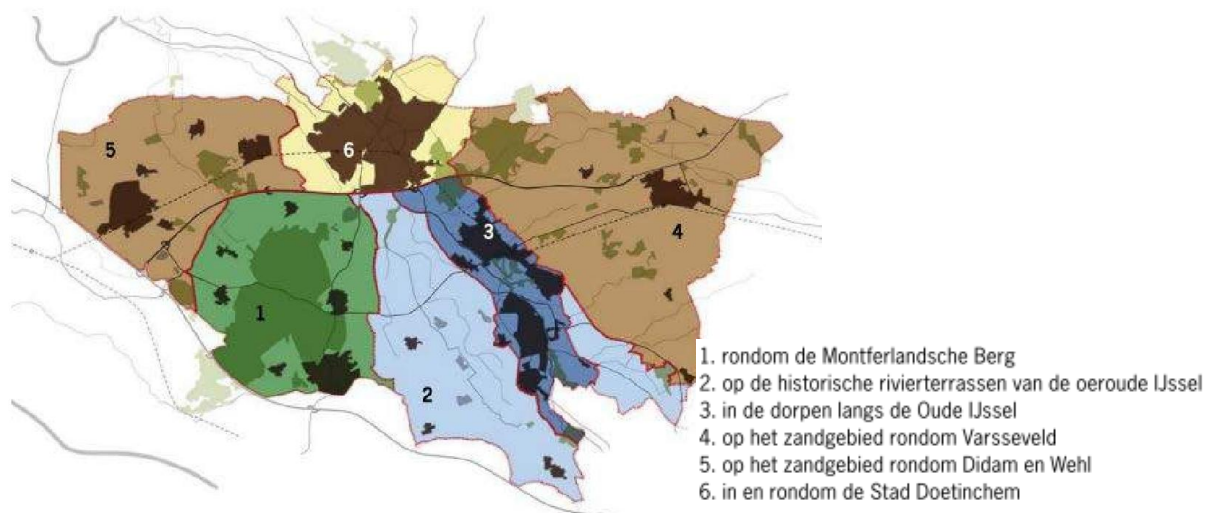 5
6
3
4
1
2
1. rondom de Montferlandsche Berg
2. op de historische rivierterrassen van de oeroude IJssel
3. in de dorpen langs de Oude IJssel
4. op het zandgebied rondom Varsseveld
5. op het zandgebied rondom Didam en Wehl
6. in en rondom de Stad Doetinchem